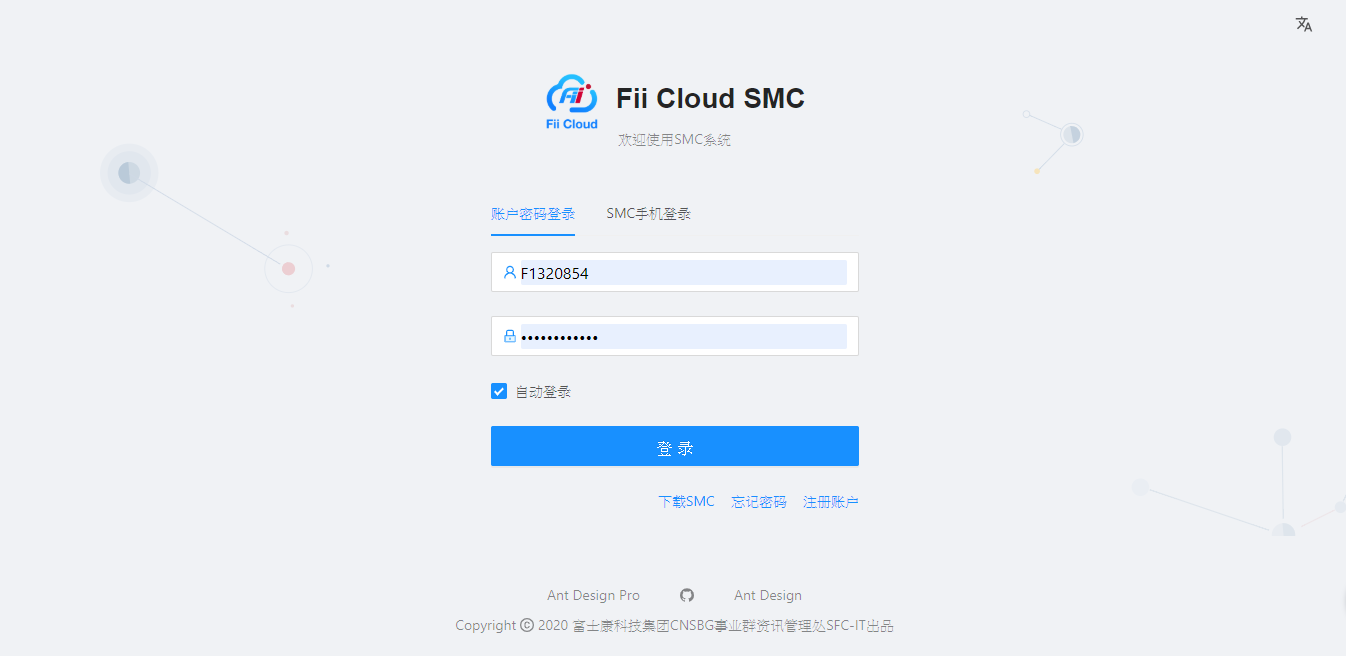 Fii Cloud
Fii Cloud SMC
欢迎使用SMC系统
账户密码登录 SMC手机登录
F1320854
••••••••••••
自动登录
登 录
下载SMC 忘记密码 注册账户
Ant Design Pro Ant Design
Copyright © 2020 富士康科技集团CNSBG事业群资讯管理处SFC-IT出品